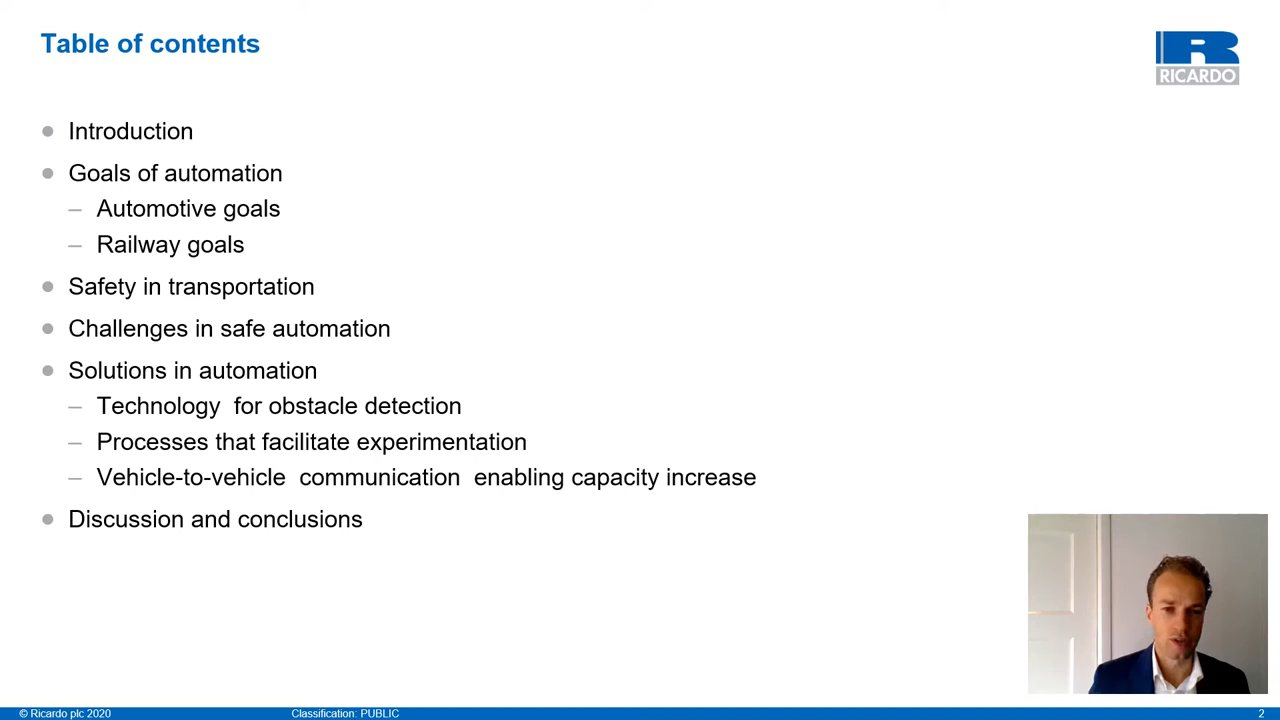 Table of contents
R
RICARDO
Introduction
Goals of automation
– Automotive goals
– Railway goals
Safety in transportation
Challenges in safe automation
Solutions in automation
– Technology for obstacle detection
– Processes that facilitate experimentation
– Vehicle-to-vehicle communication enabling capacity increase
Discussion and conclusions
© Ricardo plc 2020 Classification: PUBLIC 2